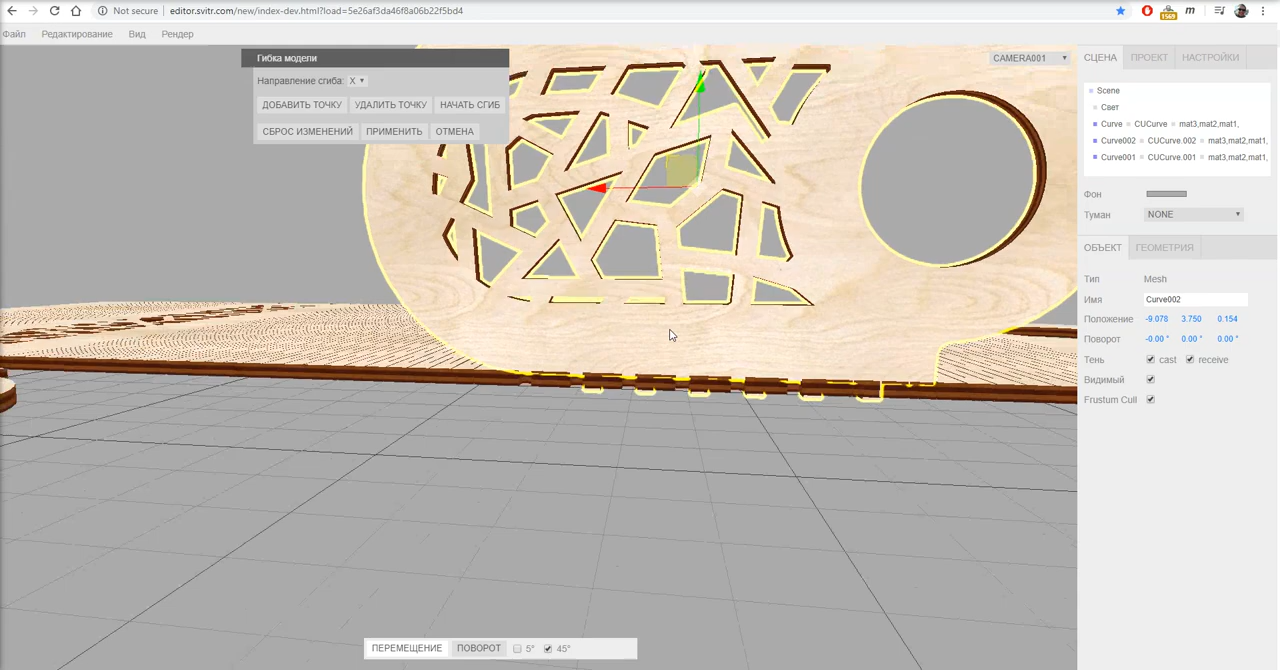 Not secure | editor.svitr.com/new/index-dev.html?load=5e26af3da46f8a06b22f5bd4
1569
m
Файл Редактирование Вид Рендер
Гибка модели
Направление сгиба: X
ДОБАВИТЬ ТОЧКУ УДАЛИТЬ ТОЧКУ НАЧАТЬ СГИБ
СБРОС ИЗМЕНЕНИЙ ПРИМЕНИТЬ ОТМЕНА
CAMERA001
СЦЕНА ПРОЕКТ НАСТРОЙКИ
Scene
Свет
Curve CUCurve mat3,mat2,mat1,
Curve002 CUCurve.002 mat3,mat2,mat1,
Curve001 CUCurve.001 mat3,mat2,mat1,
Фон
Туман NONE
ОБЪЕКТ ГЕОМЕТРИЯ
Тип Mesh
Имя Curve002
Положение -9.078 3.750 0.154
Поворот -0.00 ° 0.00 ° 0.00 °
Тень cast receive
Видимый
Frustum Cull
ПЕРЕМЕЩЕНИЕ ПОВОРОТ 5° 45°